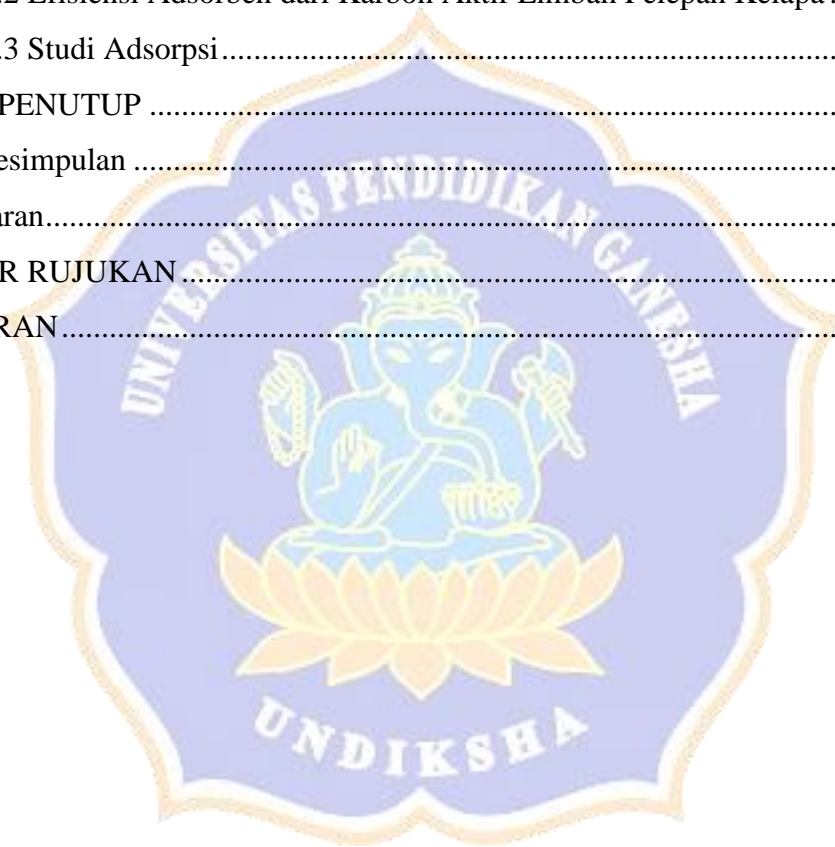 .2 Efisiensi Adsorben dari Karbon Aktif Limbah Pelepah Kelapa.
.3 Studi Adsorpsi..........................................................................
PENUTUP ..................................................................................
esimpulan ....................................................................................
aran...............................................................................................
R RUJUKAN.................................................................................
RAN..............................................................................................
UNIVERSITAS PENDIDIKAN GANESHA
UNDIKSHA